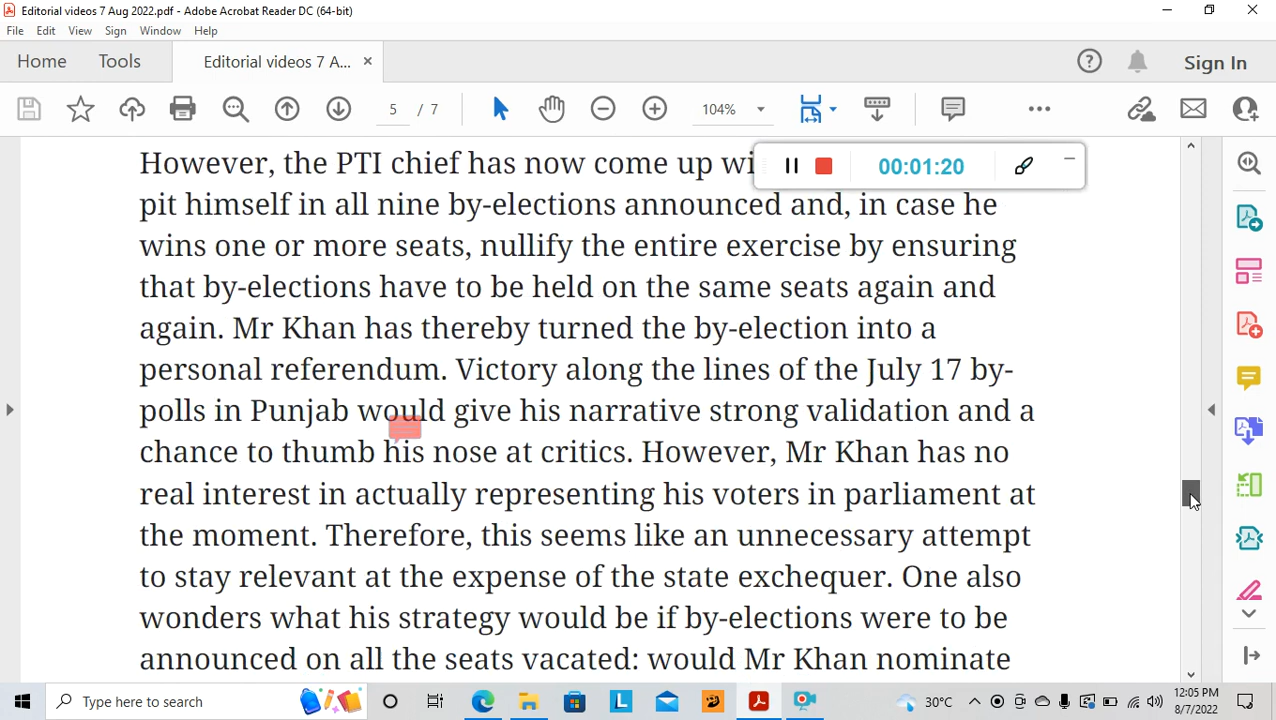 Editorial videos 7 Aug 2022.pdf - Adobe Acrobat Reader DC (64-bit)
File Edit View Sign Window Help
Home Tools Editorial videos 7 A... × Sign In
5 / 7 104%
However, the PTI chief has now come up wi
00:01:20
pit himself in all nine by-elections announced and, in case he
wins one or more seats, nullify the entire exercise by ensuring
that by-elections have to be held on the same seats again and
again. Mr Khan has thereby turned the by-election into a
personal referendum. Victory along the lines of the July 17 by-
polls in Punjab would give his narrative strong validation and a
chance to thumb his nose at critics. However, Mr Khan has no
real interest in actually representing his voters in parliament at
the moment. Therefore, this seems like an unnecessary attempt
to stay relevant at the expense of the state exchequer. One also
wonders what his strategy would be if by-elections were to be
announced on all the seats vacated: would Mr Khan nominate
Type here to search
30°C
12:05 PM
8/7/2022